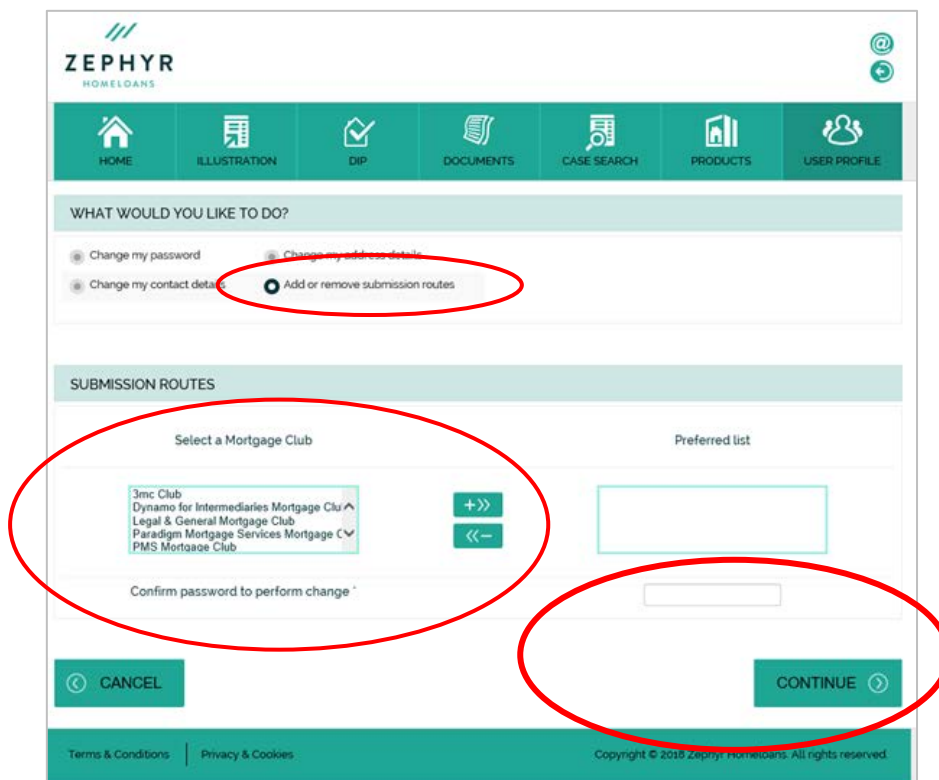 ZEPHYR
HOMELOANS
@
HOME ILLUSTRATION DIP DOCUMENTS CASE SEARCH PRODUCTS USER PROFILE
WHAT WOULD YOU LIKE TO DO?
Change my password Change my address details
Change my contact details Add or remove submission routes
SUBMISSION ROUTES
Select a Mortgage Club Preferred list
3mc Club
Dynamo for Intermediaries Mortgage Clu
Legal & General Mortgage Club
Paradigm Mortgage Services Mortgage C
PMS Mortgage Club
Confirm password to perform change *
CANCEL CONTINUE
Terms & Conditions Privacy & Cookies Copyright © 2018 Zephyr Homeloans. All rights reserved.